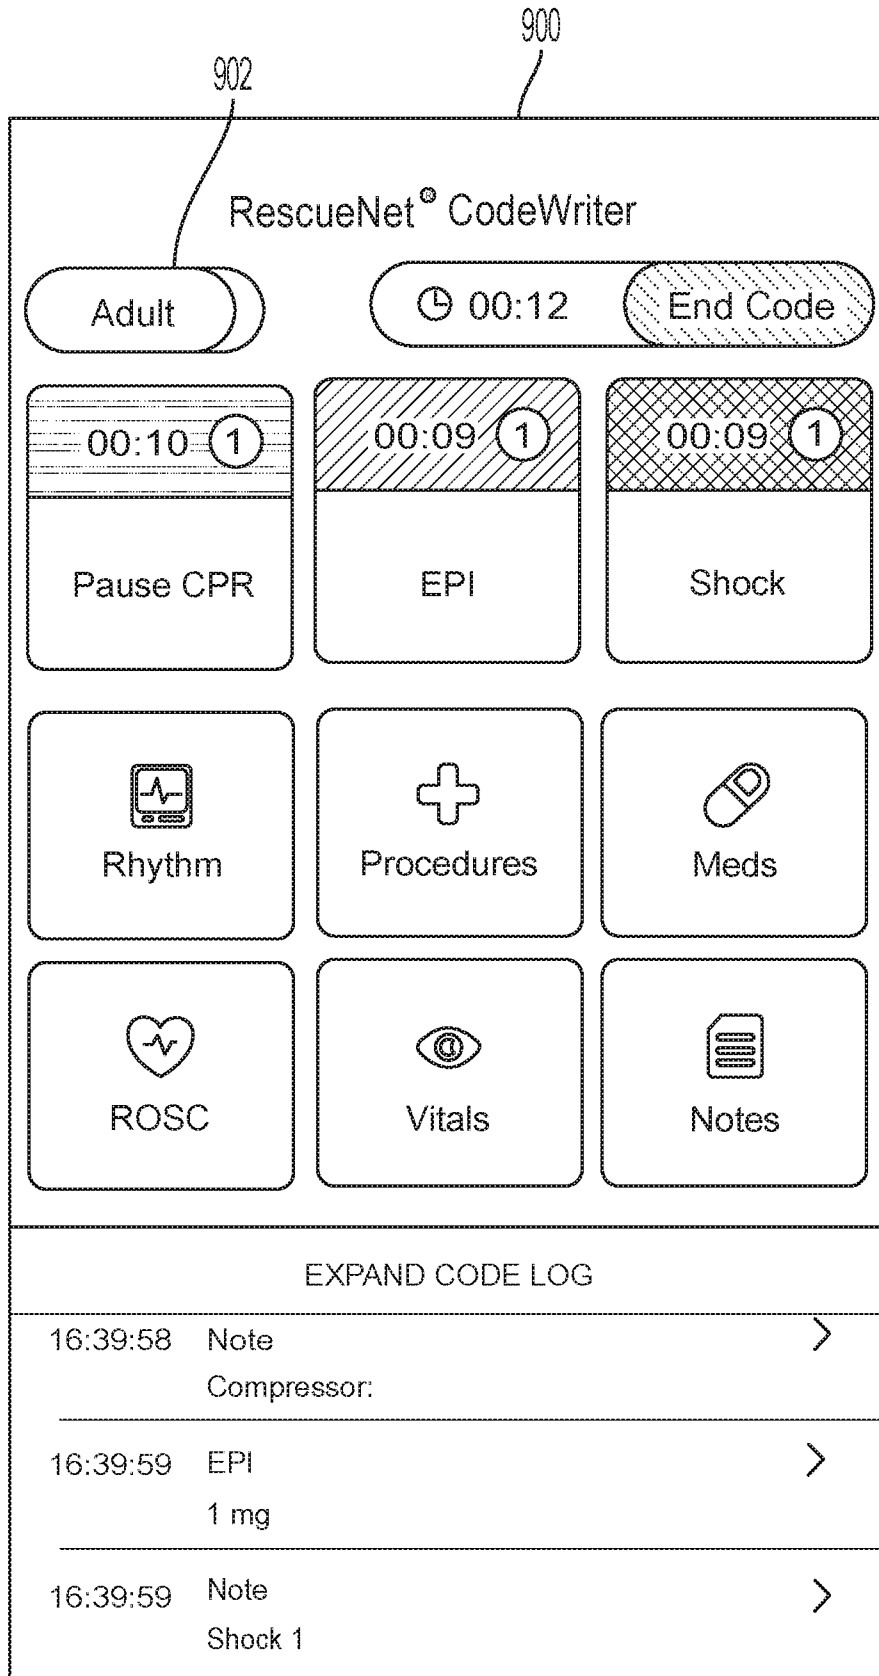 900
902
RescueNet® CodeWriter
Adult 00:12 End Code
00:10 1 00:09 1 00:09 1
Pause CPR EPI Shock
Rhythm Procedures Meds
ROSC Vitals Notes
EXPAND CODE LOG
16:39:58 Note
Compressor:
16:39:59 EPI
1 mg
16:39:59 Note
Shock 1